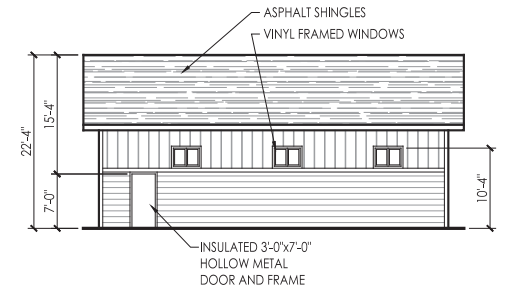 ASPHALT SHINGLES
VINYL FRAMED WINDOWS
22'-4"
15'-4"
7'-0"
10'-4"
INSULATED 3'-0"x7'-0"
HOLLOW METAL
DOOR AND FRAME